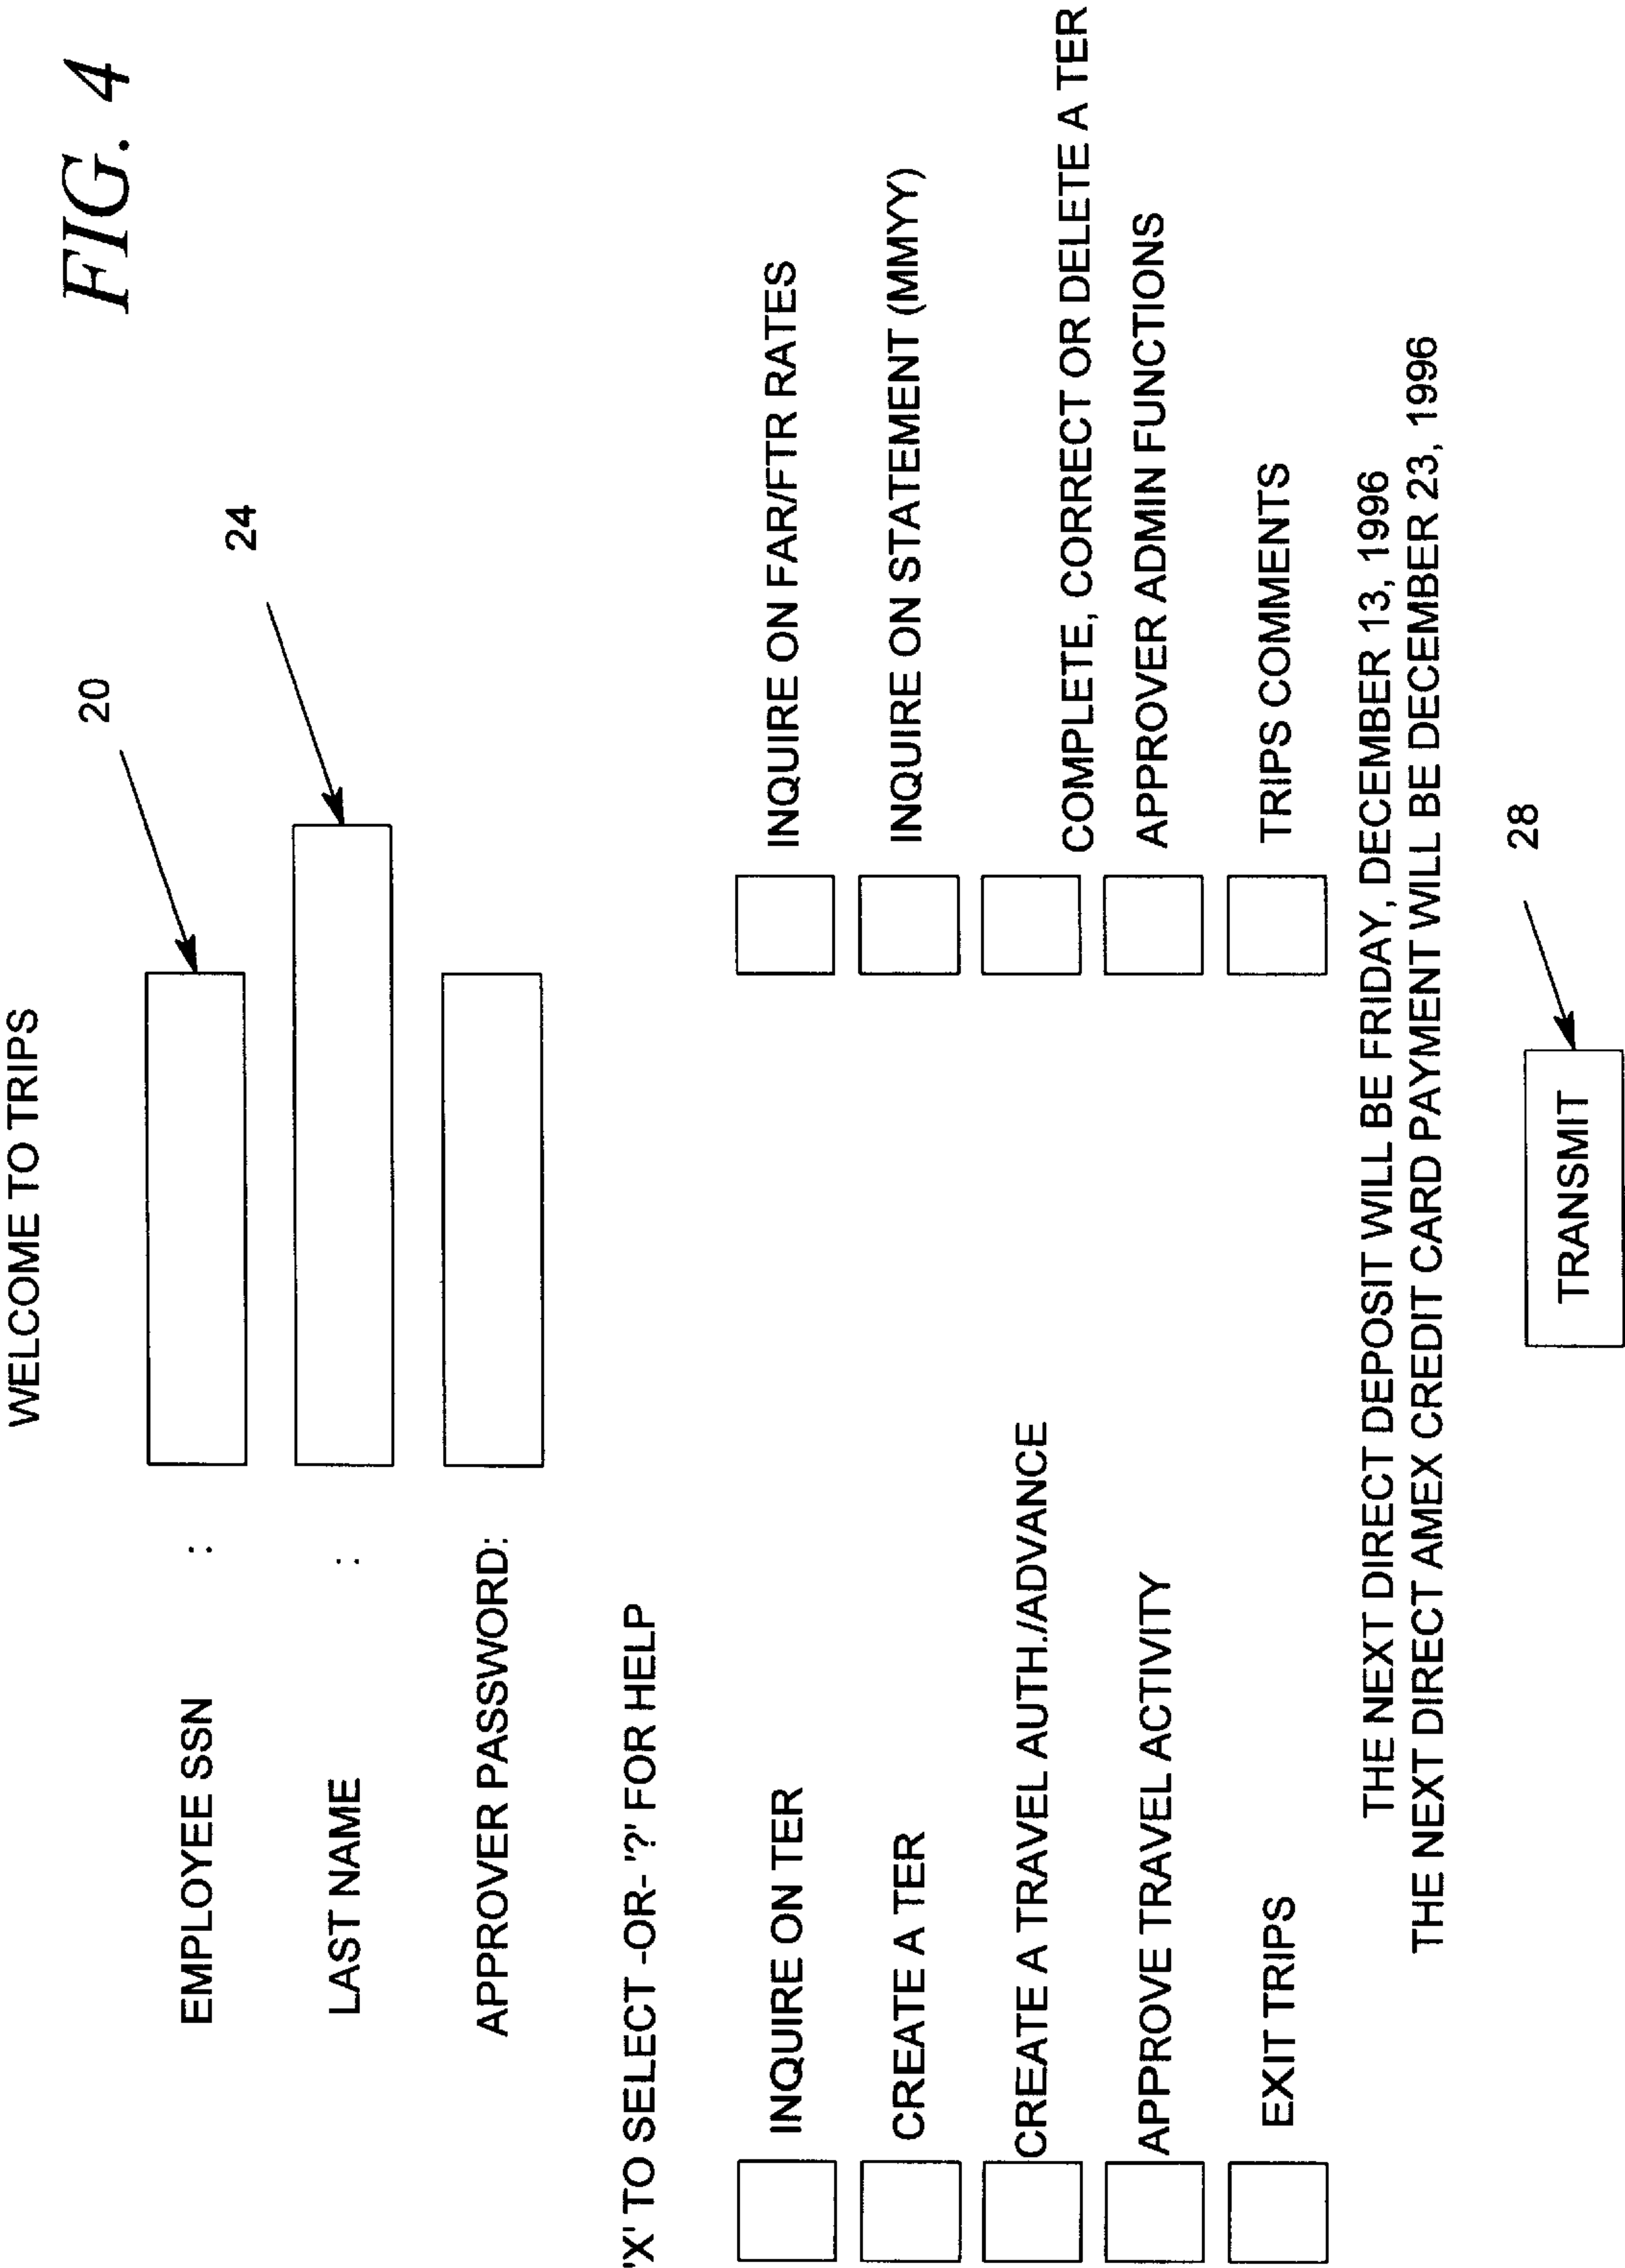 FIG. 4
WELCOME TO TRIPS
EMPLOYEE SSN :
20
LAST NAME :
24
APPROVER PASSWORD:
'X' TO SELECT -OR- '?' FOR HELP
INQUIRE ON TER
INQUIRE ON FAR/FTR RATES
CREATE A TER
INQUIRE ON STATEMENT (MMYY)
CREATE A TRAVEL AUTH./ADVANCE
COMPLETE, CORRECT OR DELETE A TER
APPROVE TRAVEL ACTIVITY
APPROVER ADMIN FUNCTIONS
EXIT TRIPS
TRIPS COMMENTS
THE NEXT DIRECT DEPOSIT WILL BE FRIDAY, DECEMBER 13, 1996
THE NEXT DIRECT AMEX CREDIT CARD PAYMENT WILL BE DECEMBER 23, 1996
TRANSMIT
28